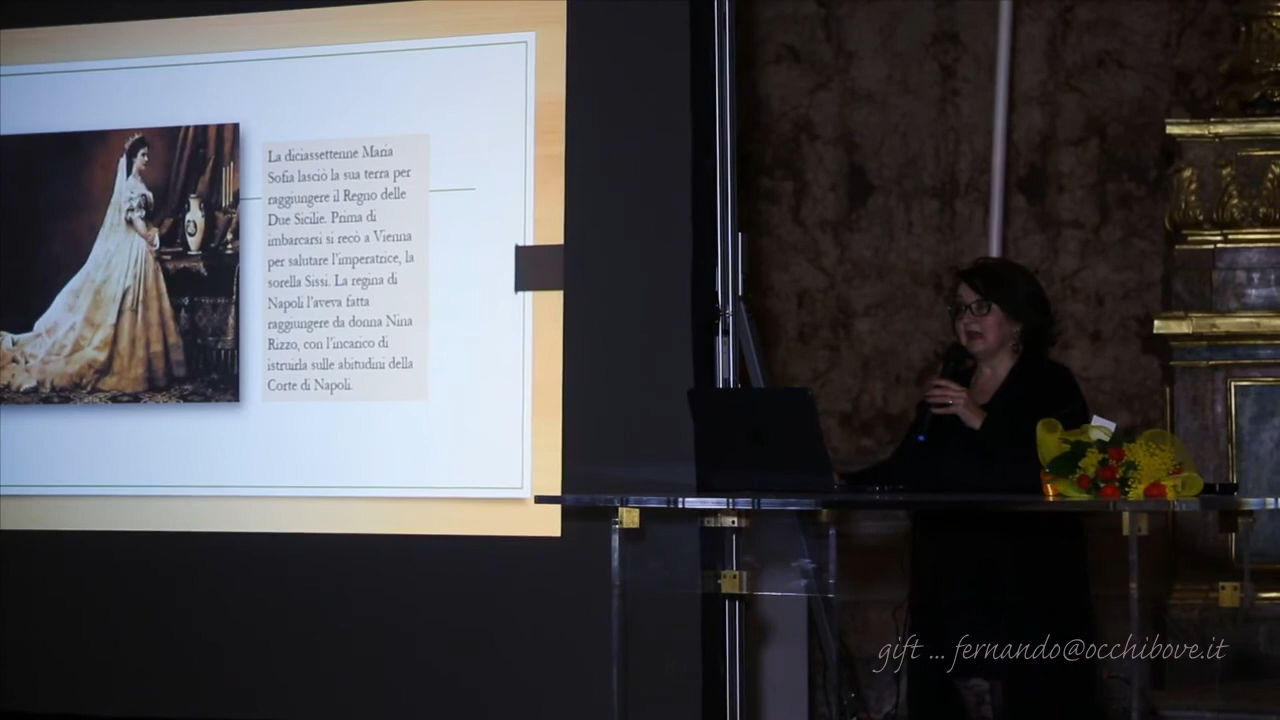 La diciassettenne Maria
Sofia lasciò la sua terra per
raggiungere il Regno delle
Due Sicilie. Prima di
imbarcarsi si recò a Vienna
per salutare l'imperatrice, la
sorella Sissi. La regina di
Napoli l'aveva fatta
raggiungere da donna Nina
Rizzo, con l'incarico di
istruirla sulle abitudini della
Corte di Napoli.
gift ... fernando@occhibove.it